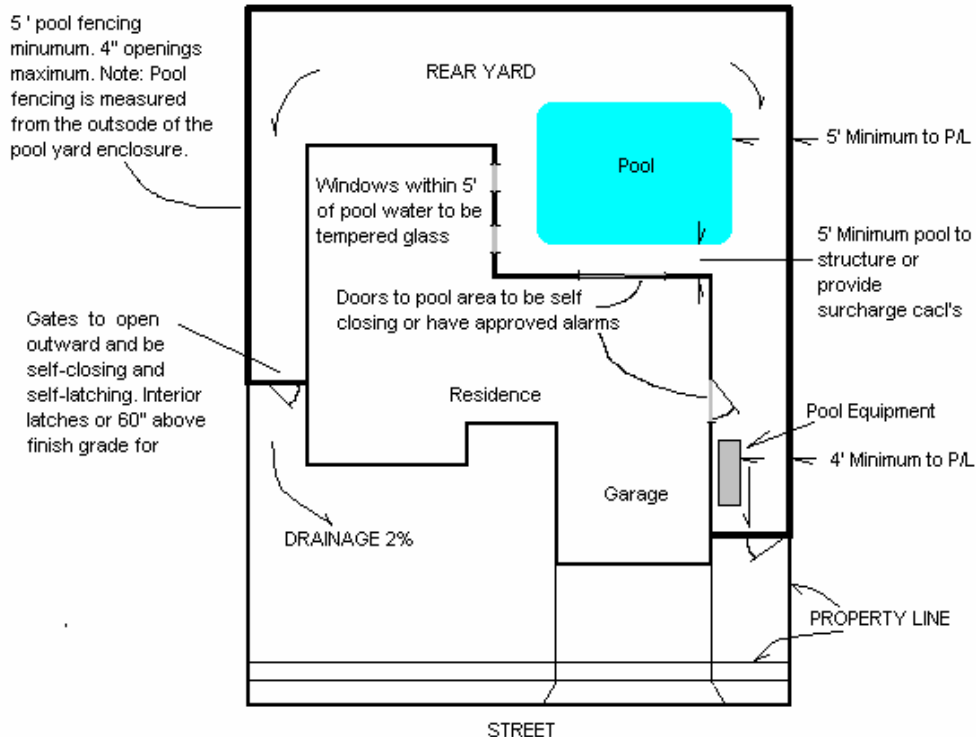 5 ' pool fencing
minumum. 4" openings
maximum. Note: Pool
fencing is measured
from the outsode of the
pool yard enclosure.
REAR YARD
Pool
5' Minimum to P/L
Windows within 5'
of pool water to be
tempered glass
5' Minimum pool to
structure or
provide
surcharge cacl's
Doors to pool area to be self
closing or have approved alarms
Gates to open
outward and be
self-closing and
self-latching. Interior
latches or 60" above
finish grade for
Residence
Pool Equipment
4' Minimum to P/L
Garage
DRAINAGE 2%
PROPERTY LINE
STREET